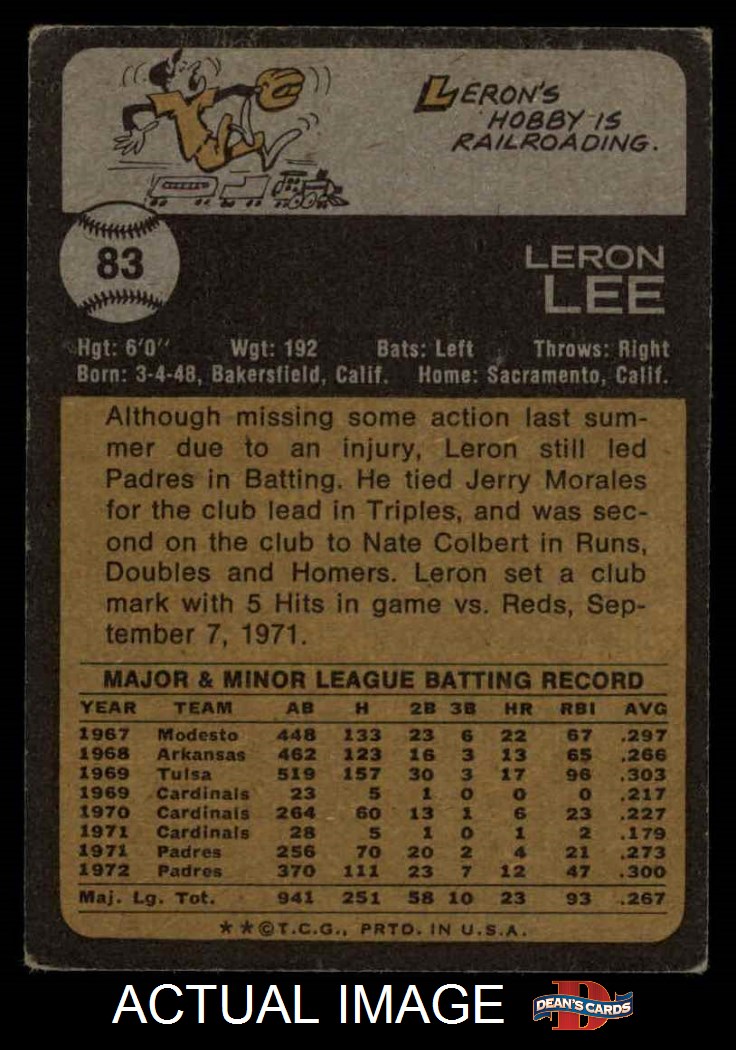 LERON'S
HOBBY IS
RAILROADING.
83
LERON
LEE
Hgt: 6'0" Wgt: 192 Bats: Left Throws: Right
Born: 3-4-48, Bakersfield, Calif. Home: Sacramento, Calif.
Although missing some action last sum-
mer due to an injury, Leron still led
Padres in Batting. He tied Jerry Morales
for the club lead in Triples, and was sec-
ond on the club to Nate Colbert in Runs,
Doubles and Homers. Leron set a club
mark with 5 Hits in game vs. Reds, Sep-
tember 7, 1971.
MAJOR & MINOR LEAGUE BATTING RECORD
YEAR TEAM AB H 2B 3B HR RBI AVG
1967 Modesto 448 133 23 6 22 67 .297
1968 Arkansas 462 123 16 3 13 65 .266
1969 Tulsa 519 157 30 3 17 96 .303
1969 Cardinals 23 5 1 0 0 0 .217
1970 Cardinals 264 60 13 1 6 23 .227
1971 Cardinals 28 5 1 0 1 2 .179
1971 Padres 256 70 20 2 4 21 .273
1972 Padres 370 111 23 7 12 47 .300
Maj. Lg. Tot. 941 251 58 10 23 93 .267
**©T.C.G., PRTD. IN U.S.A.
ACTUAL IMAGE
D
DEAN'S CARDS